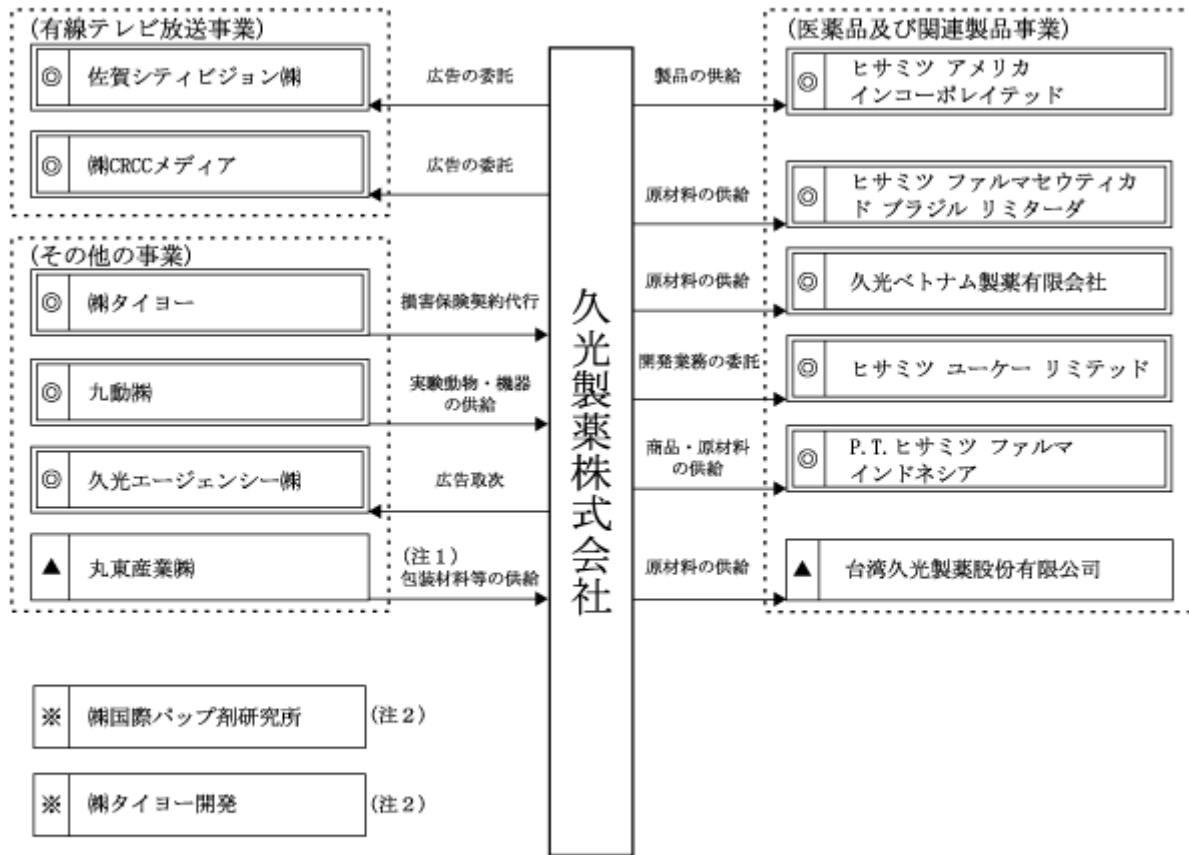 (有線テレビ放送事業)
◎ 佐賀シティビジョン㈱
広告の委託
◎ ㈱CRCCメディア
広告の委託
(その他の事業)
◎ ㈱タイヨー
損害保険契約代行
◎ 九動㈱
実験動物・機器
の供給
◎ 久光エージェンシー㈱
広告取次
▲ 丸東産業㈱
(注1)
包装材料等の供給
※ ㈱国際パップ剤研究所
(注2)
※ ㈱タイヨー開発
(注2)
久光製薬株式会社
(医薬品及び関連製品事業)
製品の供給
◎ ヒサミツ アメリカ
インコーポレイテッド
原材料の供給
◎ ヒサミツ ファルマセウティカ
ド ブラジル リミターダ
原材料の供給
◎ 久光ベトナム製薬有限会社
開発業務の委託
◎ ヒサミツ ユーケー リミテッド
商品・原材料
の供給
◎ P.T.ヒサミツ ファルマ
インドネシア
原材料の供給
▲ 台湾久光製薬股份有限公司